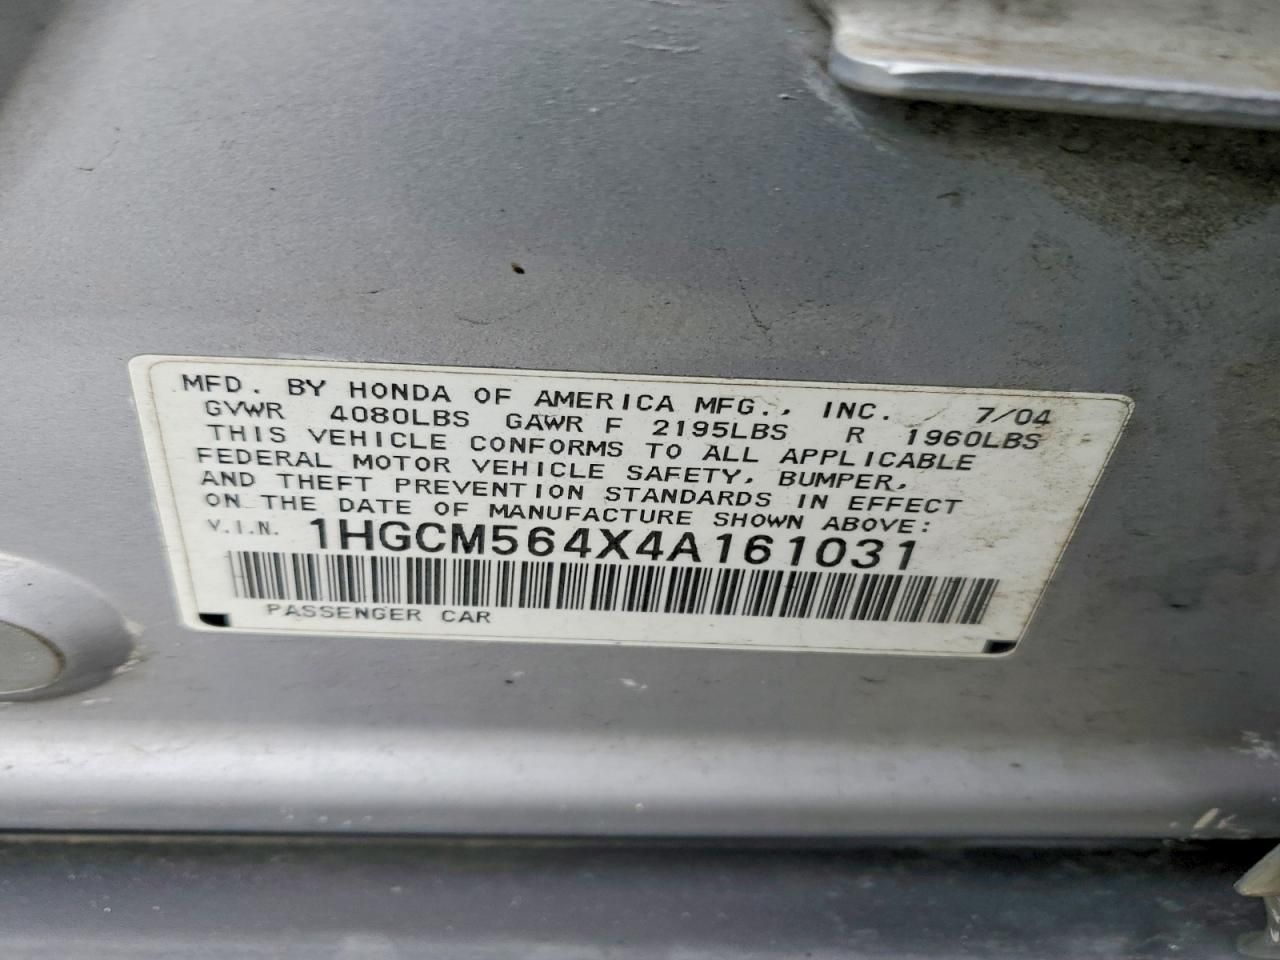 MFD. BY HONDA OF AMERICA MFG., INC. 7/04
GVWR 4080LBS GAWR F 2195LBS R 1960LBS
THIS VEHICLE CONFORMS TO ALL APPLICABLE
FEDERAL MOTOR VEHICLE SAFETY, BUMPER,
AND THEFT PREVENTION STANDARDS IN EFFECT
ON THE DATE OF MANUFACTURE SHOWN ABOVE:
V.I.N. 1HGCM564X4A161031
PASSENGER CAR